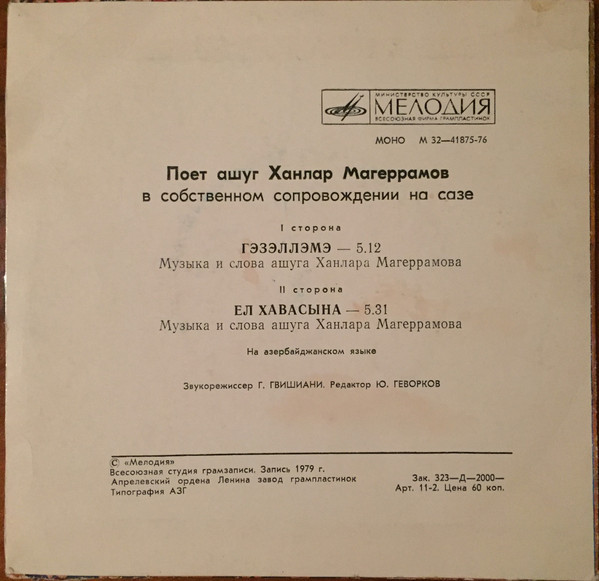 МИНИСТЕРСТВО КУЛЬТУРЫ СССР
МЕЛОДИЯ
ВСЕСОЮЗНАЯ ФИРМА ГРАМПЛАСТИНОК
МОНО М 32—41875-76
Поет ашуг Ханлар Магеррамов
в собственном сопровождении на сазе
I сторона
ГЭЗЭЛЛЭМЭ — 5.12
Музыка и слова ашуга Ханлара Магеррамова
II сторона
ЕЛ ХАВАСЫНА — 5.31
Музыка и слова ашуга Ханлара Магеррамова
На азербайджанском языке
Звукорежиссер Г. ГВИШИАНИ. Редактор Ю. ГЕВОРКОВ
© «Мелодия»
Всесоюзная студия грамзаписи. Запись 1979 г.
Апрелевский ордена Ленина завод грампластинок
Типография АЗГ
Зак. 323—Д—2000—
Арт. 11-2. Цена 60 коп.